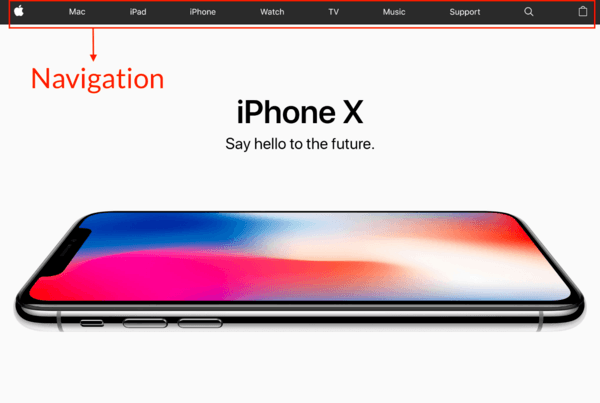 Mac iPad iPhone Watch TV Music Support
Navigation
iPhone X
Say hello to the future.